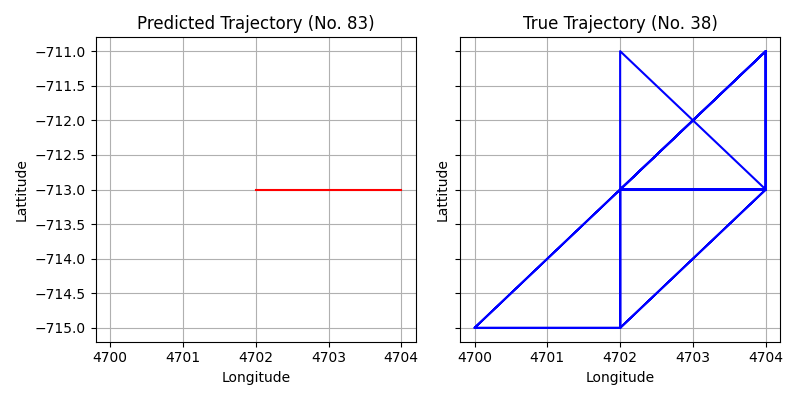 Predicted Trajectory (No. 83)
−711.0
−711.5
−712.0
−712.5
−713.0
−713.5
−714.0
−714.5
−715.0
Lattitude
4700 4701 4702 4703 4704
Longitude
True Trajectory (No. 38)
Lattitude
4700 4701 4702 4703 4704
Longitude